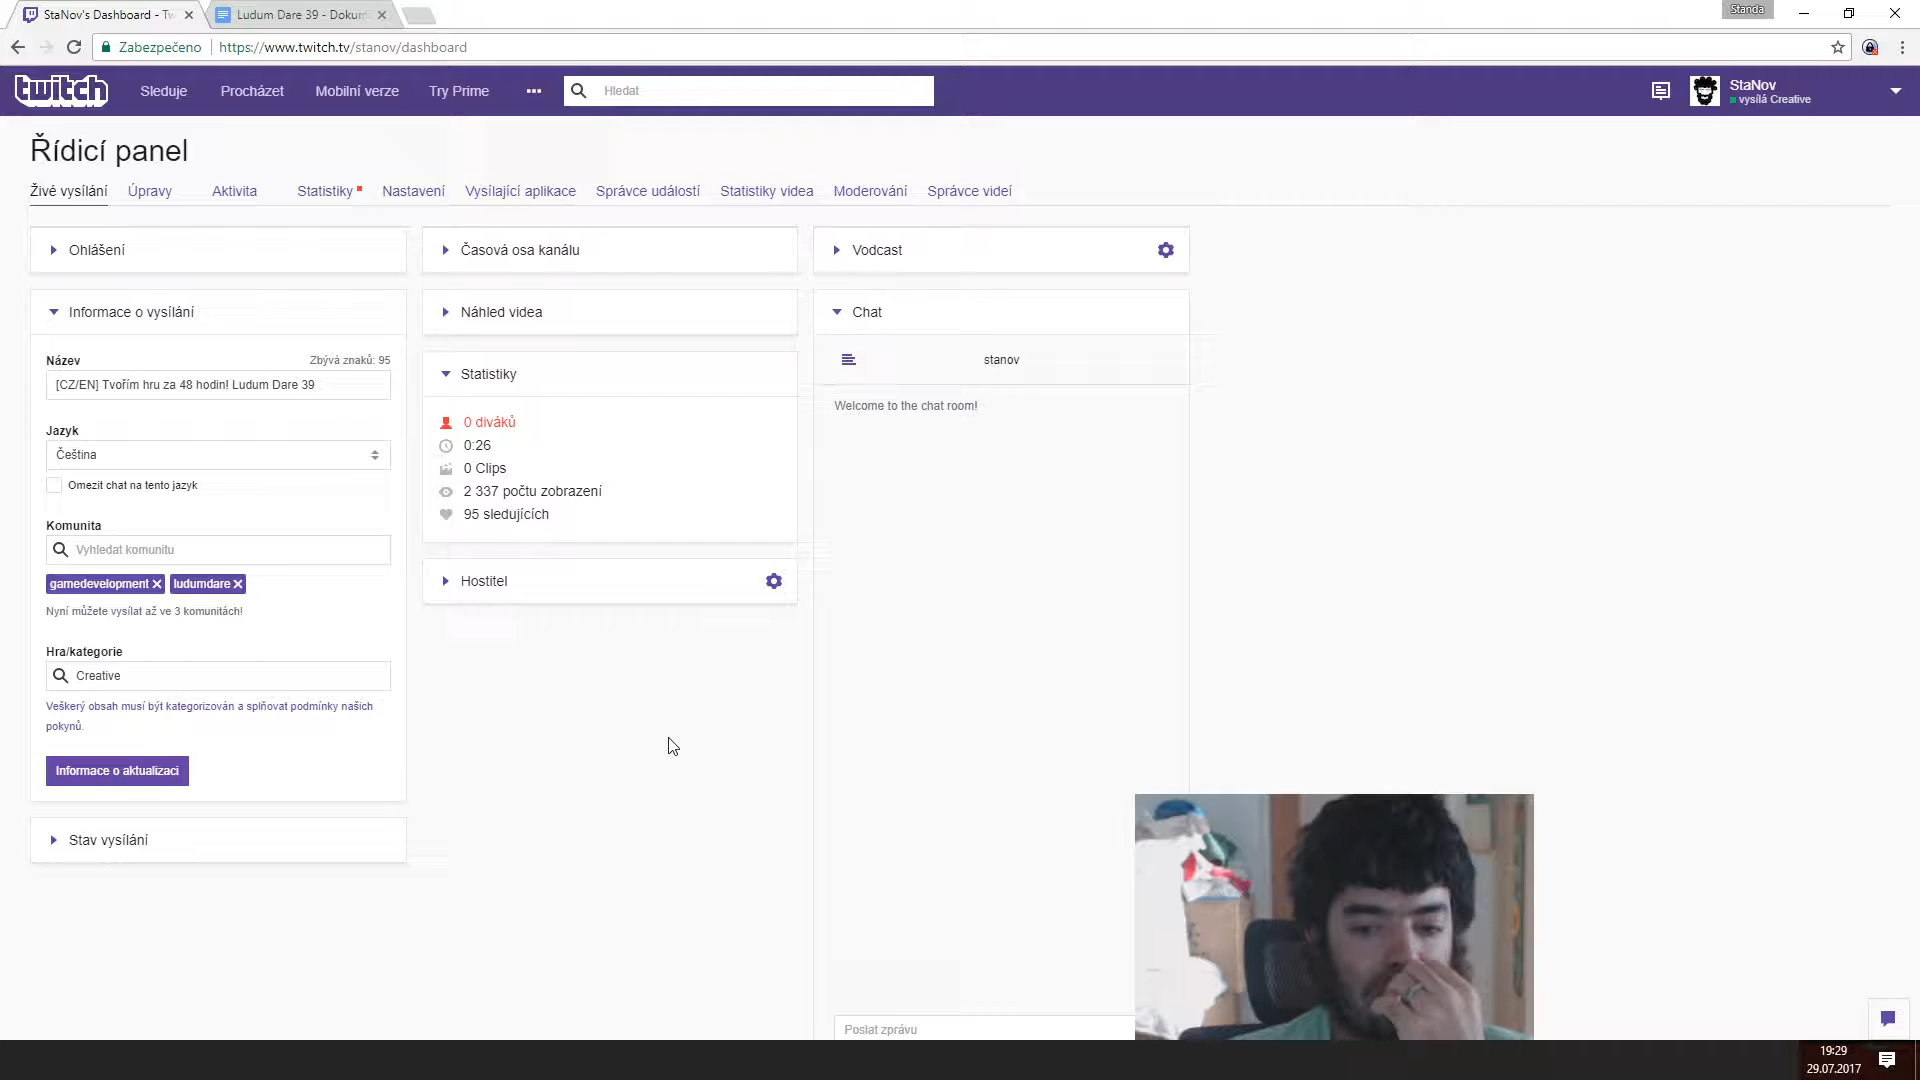 StaNov's Dashboard - Tw
Ludum Dare 39 - Dokum
Standa
Zabezpečeno
https://www.twitch.tv/stanov/dashboard
twitch
Sleduje
Procházet
Mobilní verze
Try Prime
Hledat
StaNov
vysílá Creative
Řídicí panel
Živé vysílání
Úpravy
Aktivita
Statistiky
Nastavení
Vysílající aplikace
Správce událostí
Statistiky videa
Moderování
Správce videí
Ohlášení
Časová osa kanálu
Vodcast
Informace o vysílání
Náhled videa
Chat
Název
Zbývá znaků: 95
[CZ/EN] Tvořím hru za 48 hodin! Ludum Dare 39
Jazyk
Čeština
Omezit chat na tento jazyk
Komunita
Vyhledat komunitu
gamedevelopment
ludumdare
Nyní můžete vysílat až ve 3 komunitách!
Hra/kategorie
Creative
Veškerý obsah musí být kategorizován a splňovat podmínky našich
pokynů.
Informace o aktualizaci
Stav vysílání
Statistiky
0 diváků
0:26
0 Clips
2 337 počtu zobrazení
95 sledujících
Hostitel
stanov
Welcome to the chat room!
Poslat zprávu
19:29
29.07.2017